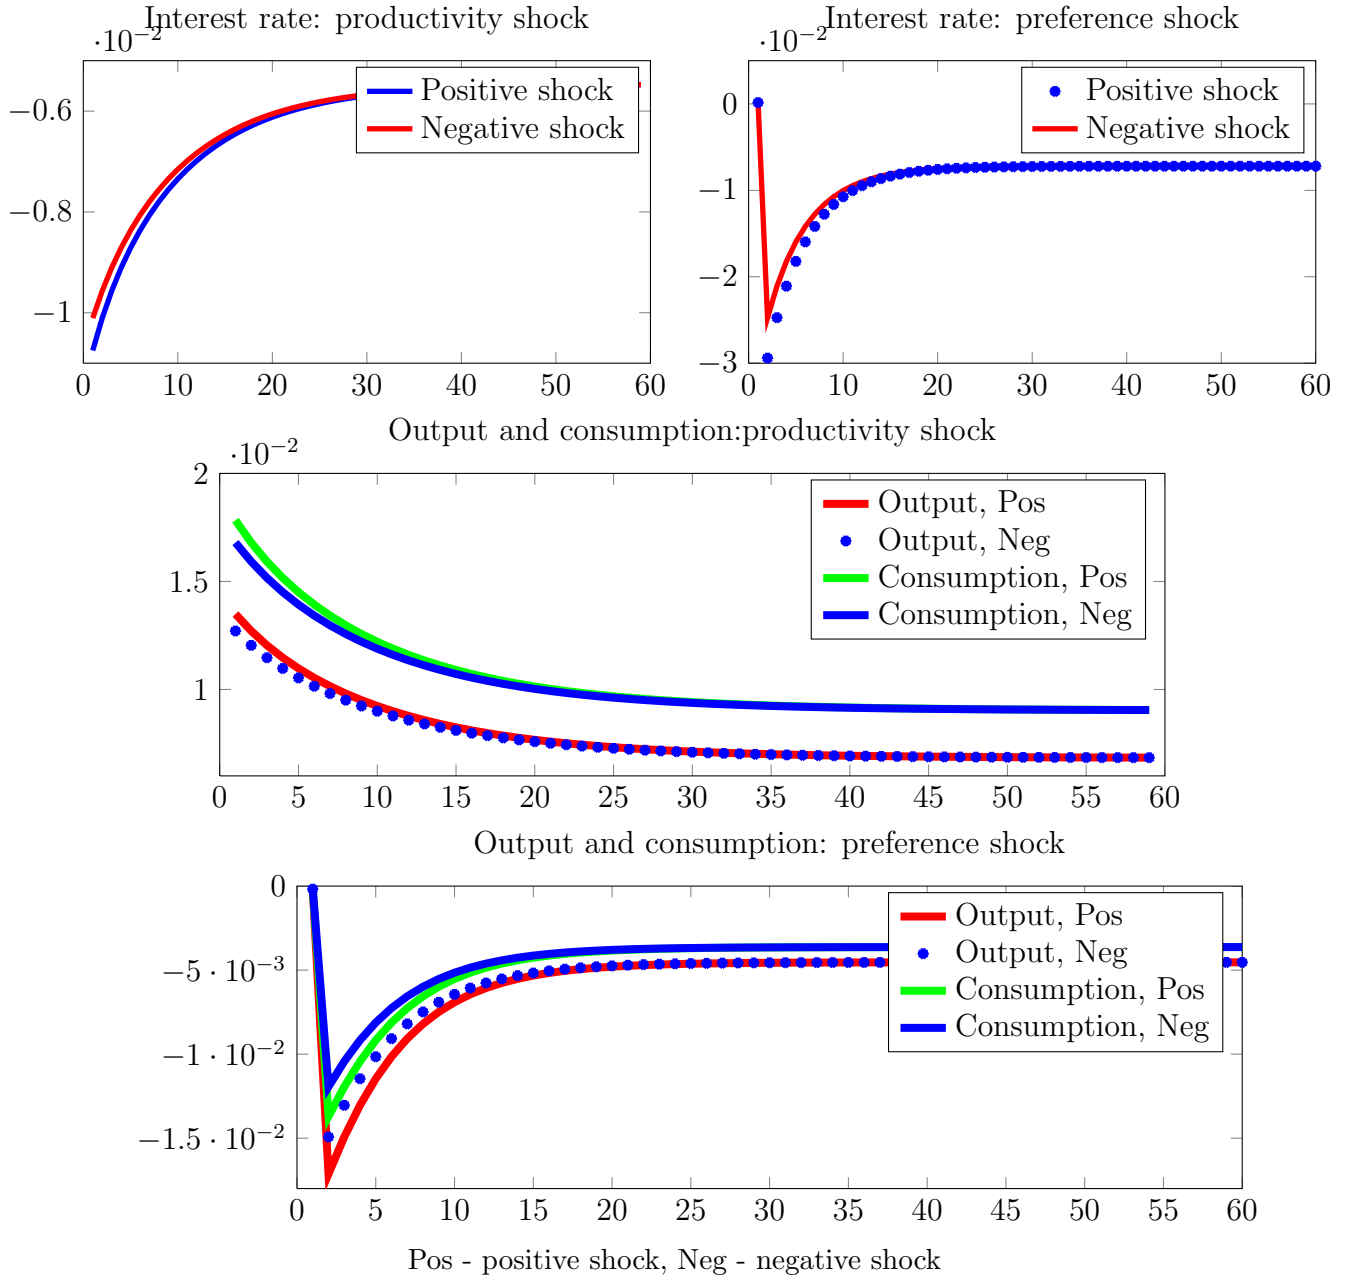 Interest rate: productivity shock
·10−2
Positive shock
Negative shock
−0.6
−0.8
−1
0 10 20 30 40 50 60
Interest rate: preference shock
·10−2
Positive shock
Negative shock
0
−1
−2
−3
0 10 20 30 40 50 60
Output and consumption:productivity shock
·10−2
2
1.5
1
Output, Pos
Output, Neg
Consumption, Pos
Consumption, Neg
0 5 10 15 20 25 30 35 40 45 50 55 60
Output and consumption: preference shock
0
−5 · 10−3
−1 · 10−2
−1.5 · 10−2
Output, Pos
Output, Neg
Consumption, Pos
Consumption, Neg
0 5 10 15 20 25 30 35 40 45 50 55 60
Pos - positive shock, Neg - negative shock